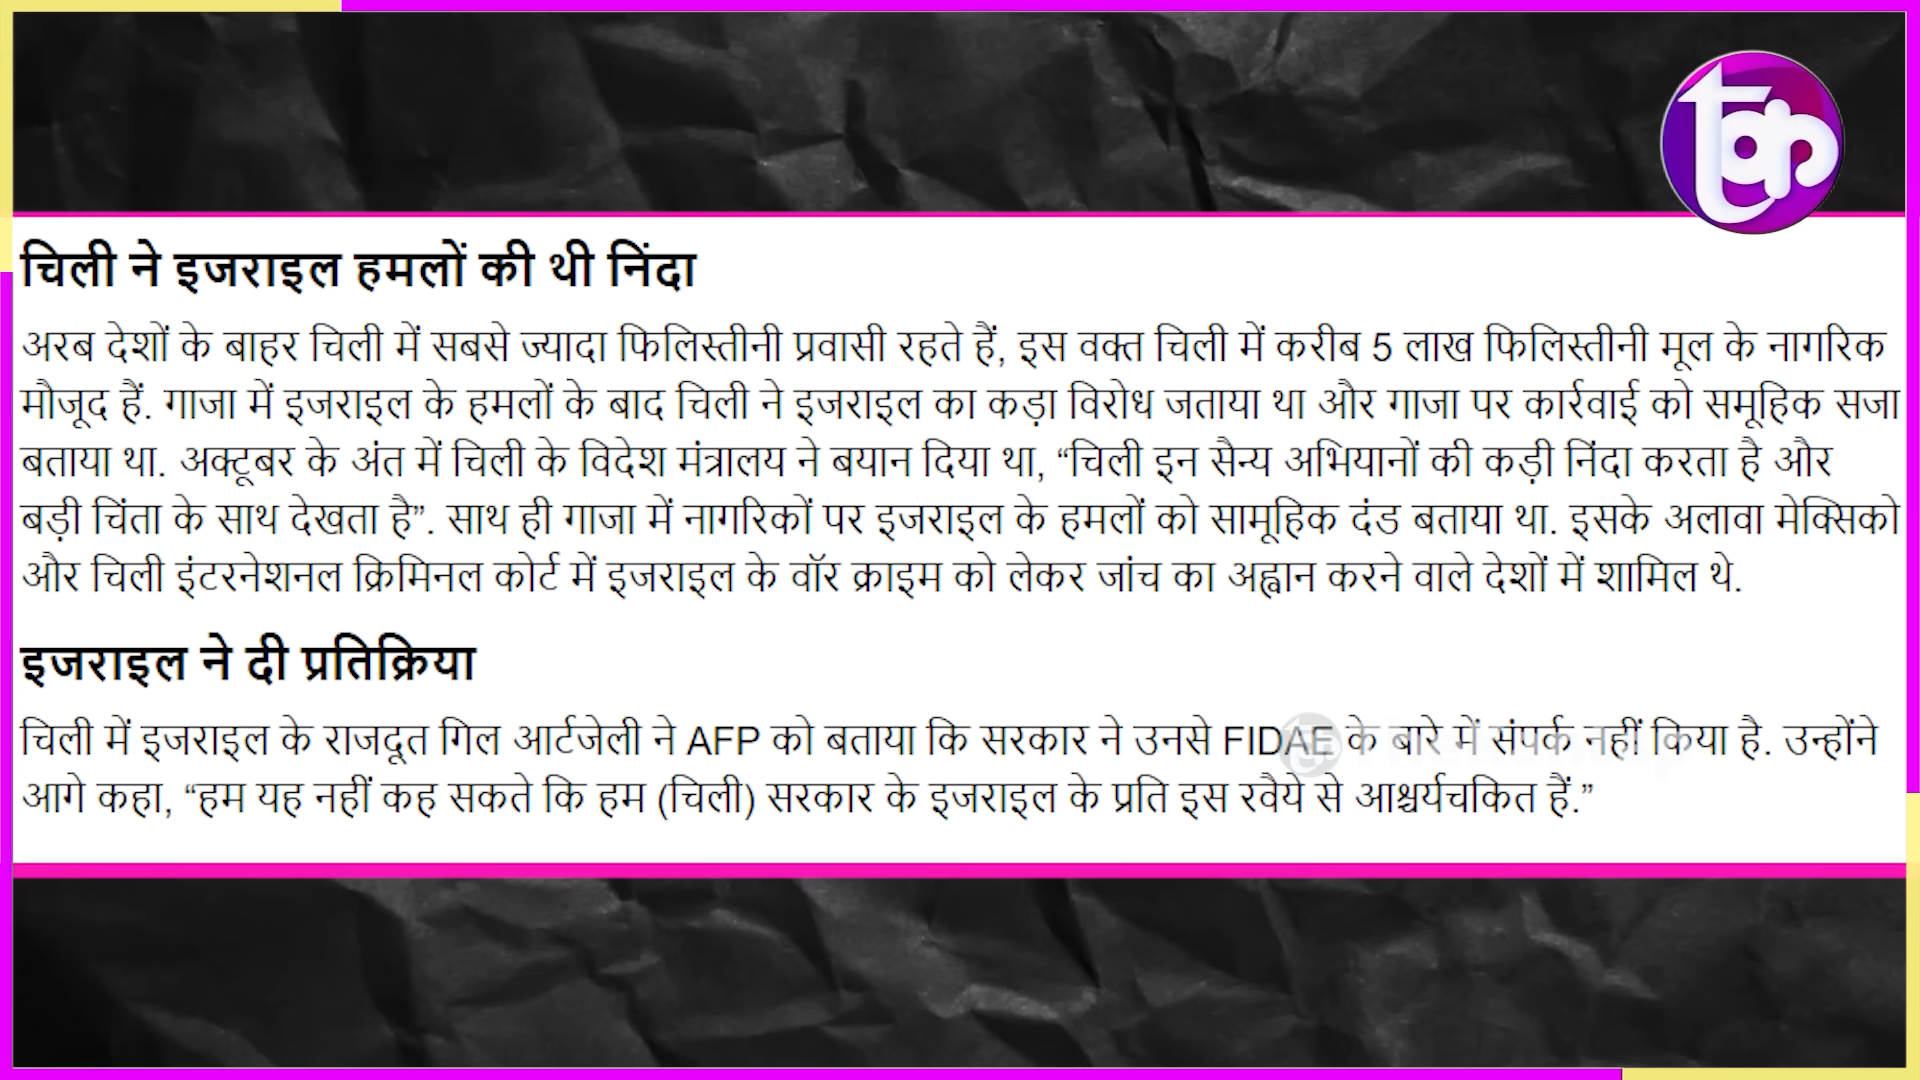 top
चिली ने इजराइल हमलों की थी निंदा
अरब देशों के बाहर चिली में सबसे ज्यादा फिलिस्तीनी प्रवासी रहते हैं, इस वक्त चिली में करीब 5 लाख फिलिस्तीनी मूल के नागरिक
मौजूद हैं. गाजा में इजराइल के हमलों के बाद चिली ने इजराइल का कड़ा विरोध जताया था और गाजा पर कार्रवाई को समूहिक सजा
बताया था. अक्टूबर के अंत में चिली के विदेश मंत्रालय ने बयान दिया था, “चिली इन सैन्य अभियानों की कड़ी निंदा करता है और
बड़ी चिंता के साथ देखता है”. साथ ही गाजा में नागरिकों पर इजराइल के हमलों को सामूहिक दंड बताया था. इसके अलावा मेक्सिको
और चिली इंटरनेशनल क्रिमिनल कोर्ट में इजराइल के वॉर क्राइम को लेकर जांच का अह्वान करने वाले देशों में शामिल थे.
इजराइल ने दी प्रतिक्रिया
चिली में इजराइल के राजदूत गिल आर्टजेली ने AFP को बताया कि सरकार ने उनसे FIDAE के बारे में संपर्क नहीं किया है. उन्होंने
आगे कहा, “हम यह नहीं कह सकते कि हम (चिली) सरकार के इजराइल के प्रति इस रवैये से आश्चर्यचकित हैं.”